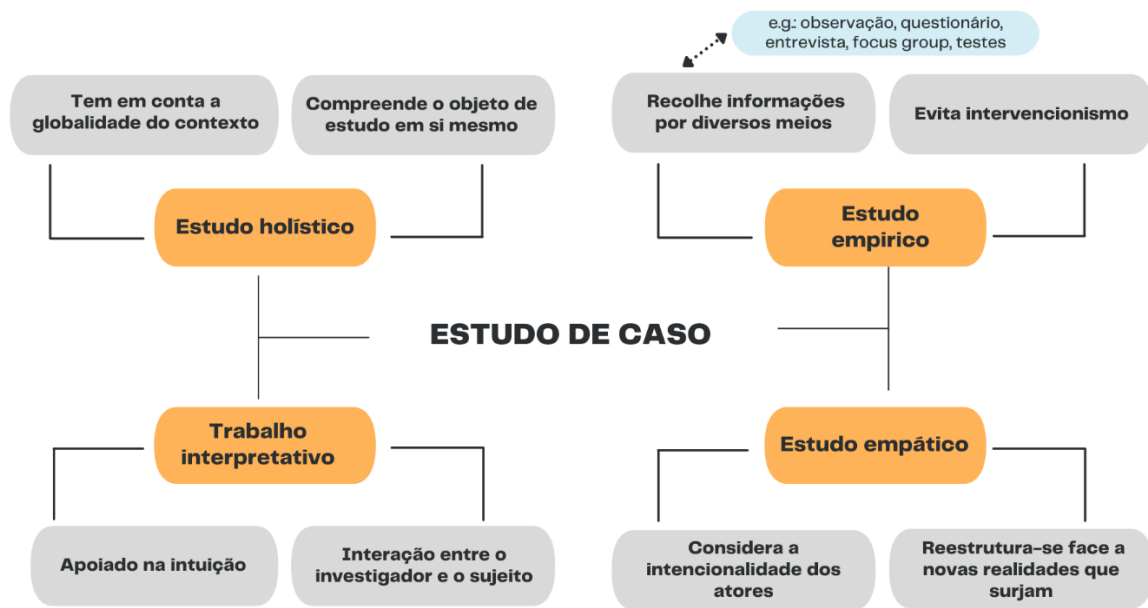 e.g.: observação, questionário,
entrevista, focus group, testes
Tem em conta a
globalidade do contexto
Compreende o objeto de
estudo em si mesmo
Recolhe informações
por diversos meios
Evita intervencionismo
Estudo holístico
Estudo
empirico
ESTUDO DE CASO
Trabalho
interpretativo
Estudo empático
Apoiado na intuição
Interação entre o
investigador e o sujeito
Considera a
intencionalidade dos
atores
Reestrutura-se face a
novas realidades que
surjam